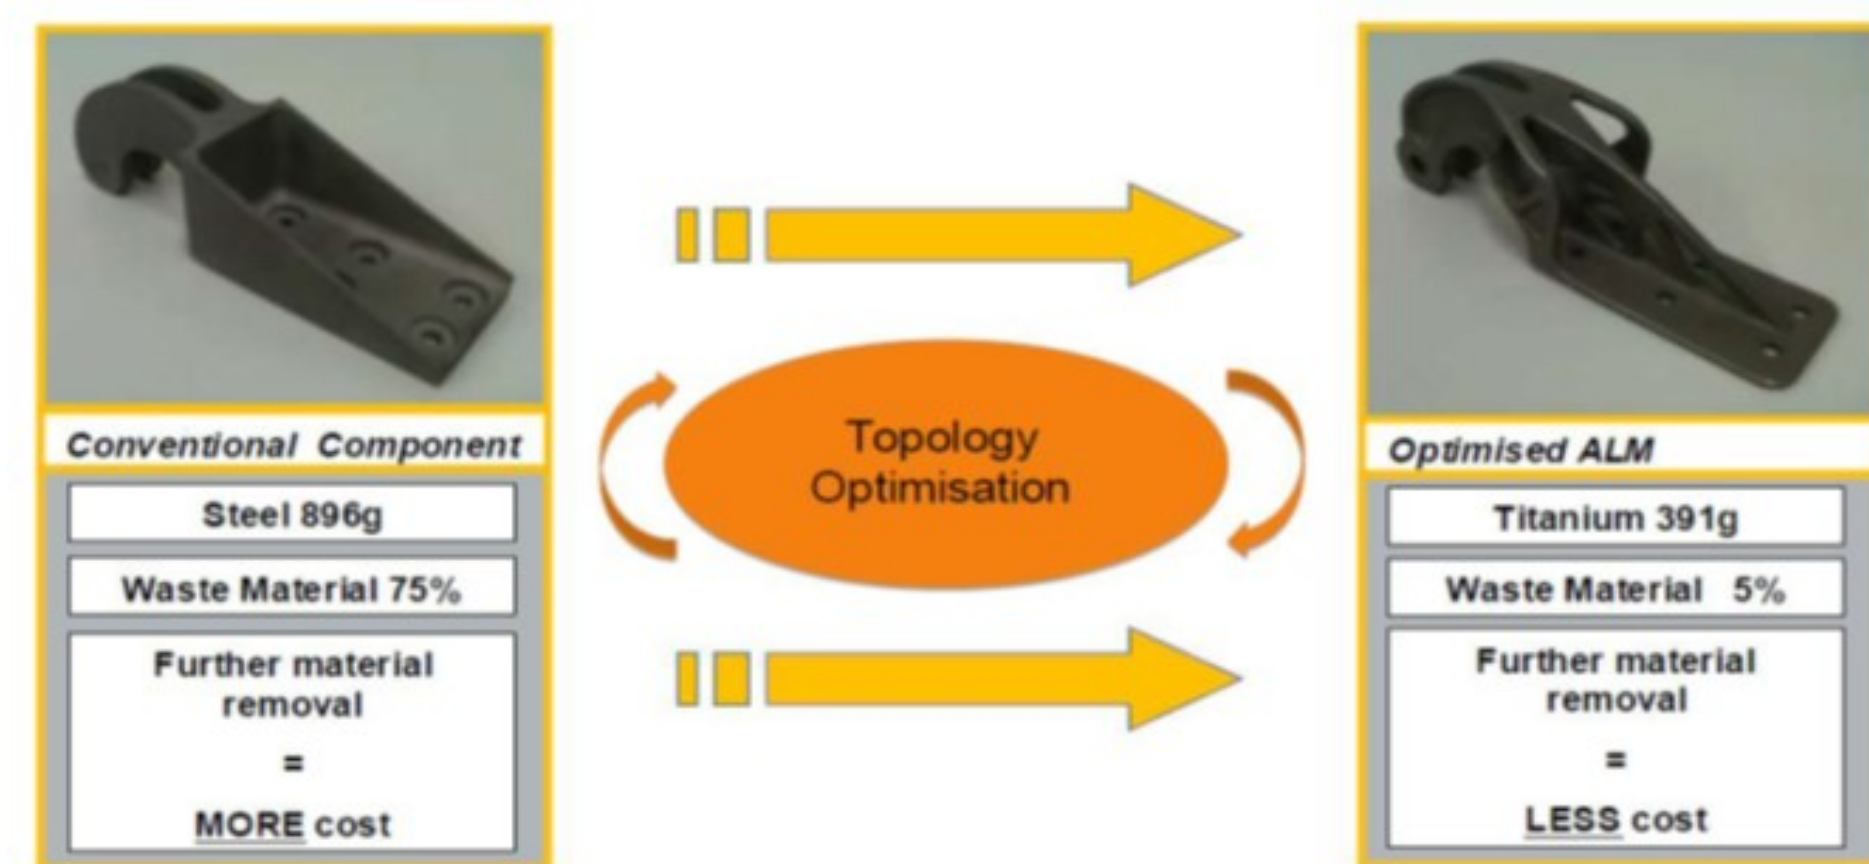 Conventional Component
Steel 896g
Waste Material 75%
Further material
removal
=
MORE cost
Topology
Optimisation
Optimised ALM
Titanium 391g
Waste Material 5%
Further material
removal
=
LESS cost